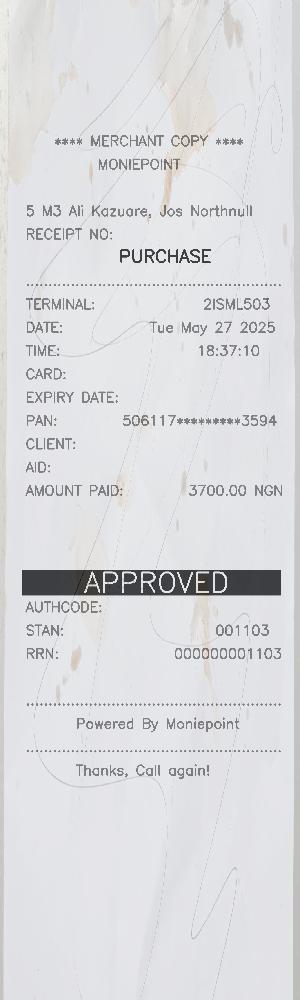 **** MERCHANT COPY ****
MONIEPOINT
5 M3 Ali Kazuare, Jos Northnull
RECEIPT NO:
PURCHASE
TERMINAL: 2ISML503
DATE: Tue May 27 2025
TIME: 18:37:10
CARD:
EXPIRY DATE:
PAN: 506117*********3594
CLIENT:
AID:
AMOUNT PAID: 3700.00 NGN
APPROVED
AUTHCODE:
STAN: 001103
RRN: 000000001103
Powered By Moniepoint
Thanks, Call again!